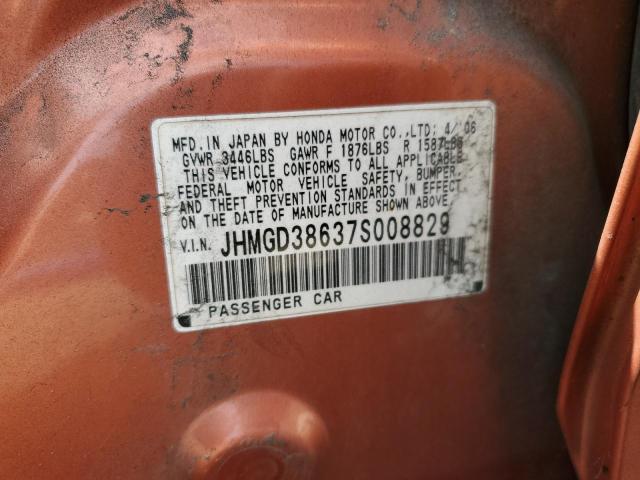 MFD. IN JAPAN BY HONDA MOTOR CO.,LTD; 4/ 06
GVWR 3446LBS GAWR F 1876LBS R 1587LBS
THIS VEHICLE CONFORMS TO ALL APPLICABLE
FEDERAL MOTOR VEHICLE SAFETY, BUMPER,
AND THEFT PREVENTION STANDARDS IN EFFECT
ON THE DATE OF MANUFACTURE SHOWN ABOVE.
V.I.N. JHMGD38637S008829
PASSENGER CAR